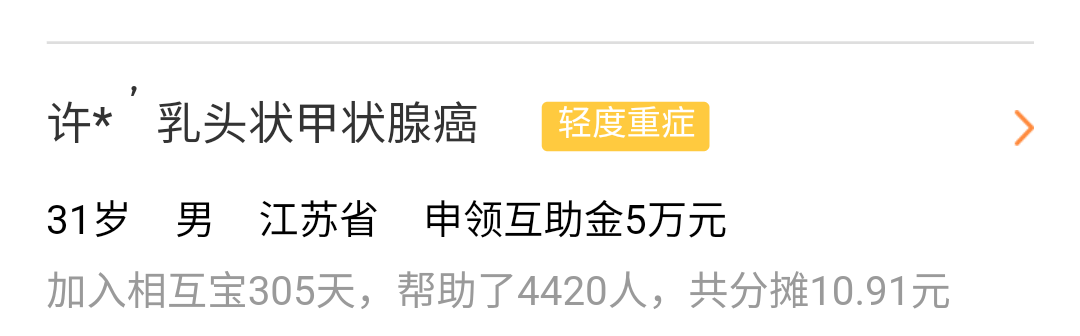 许* ，乳头状甲状腺癌 轻度重症
31岁 男 江苏省 申领互助金5万元
加入相互宝305天，帮助了4420人，共分摊10.91元